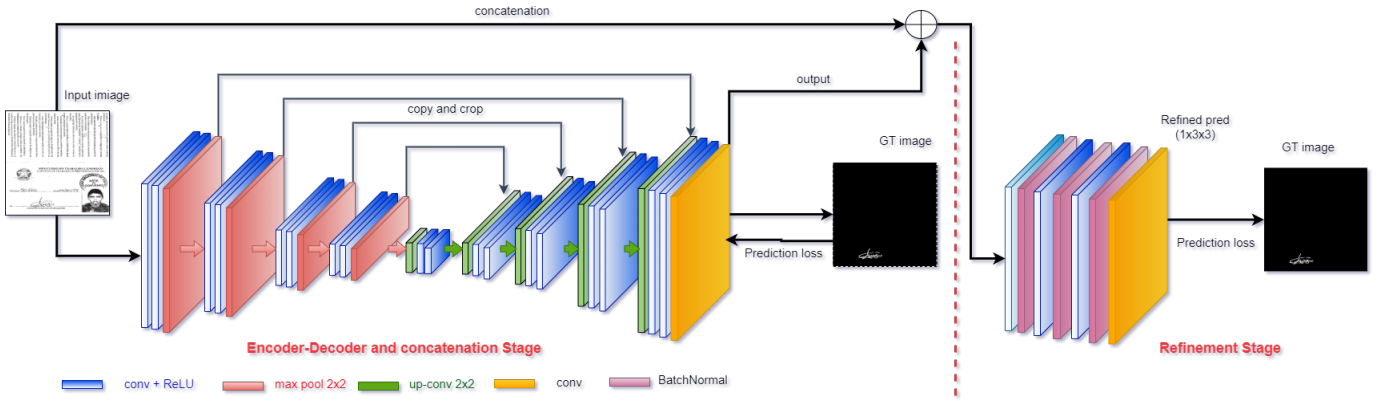 concatenation
Input imiage
output
copy and crop
GT image
Prediction loss
Refined pred
(1x3x3)
GT image
Prediction loss
Encoder-Decoder and concatenation Stage
Refinement Stage
conv + ReLU
max pool 2x2
up-conv 2x2
conv
BatchNormal